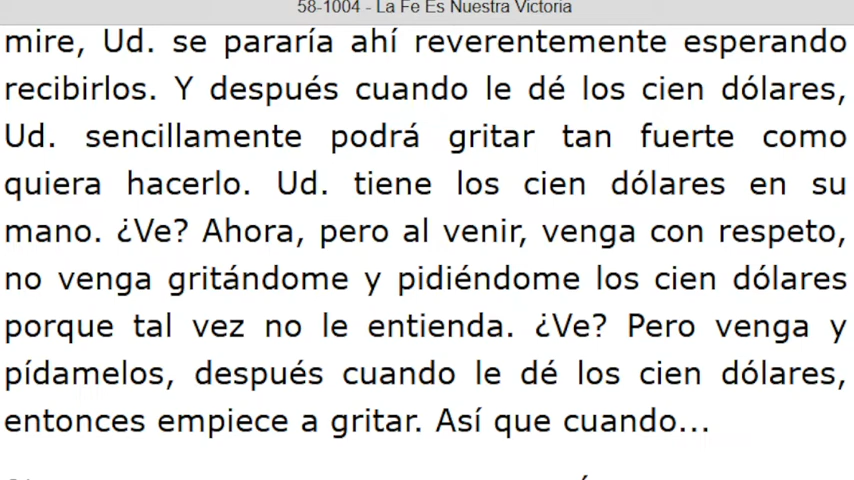 58-1004 - La Fe Es Nuestra Victoria
mire, Ud. se pararía ahí reverentemente esperando
recibirlos. Y después cuando le dé los cien dólares,
Ud. sencillamente podrá gritar tan fuerte como
quiera hacerlo. Ud. tiene los cien dólares en su
mano. ¿Ve? Ahora, pero al venir, venga con respeto,
no venga gritándome y pidiéndome los cien dólares
porque tal vez no le entienda. ¿Ve? Pero venga y
pídamelos, después cuando le dé los cien dólares,
entonces empiece a gritar. Así que cuando...